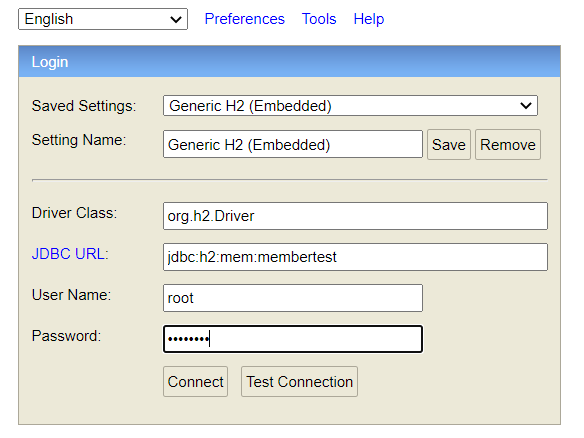 English Preferences Tools Help
Login
Saved Settings: Generic H2 (Embedded)
Setting Name: Generic H2 (Embedded) Save Remove
Driver Class: org.h2.Driver
JDBC URL: jdbc:h2:mem:membertest
User Name: root
Password: ••••••••
Connect Test Connection